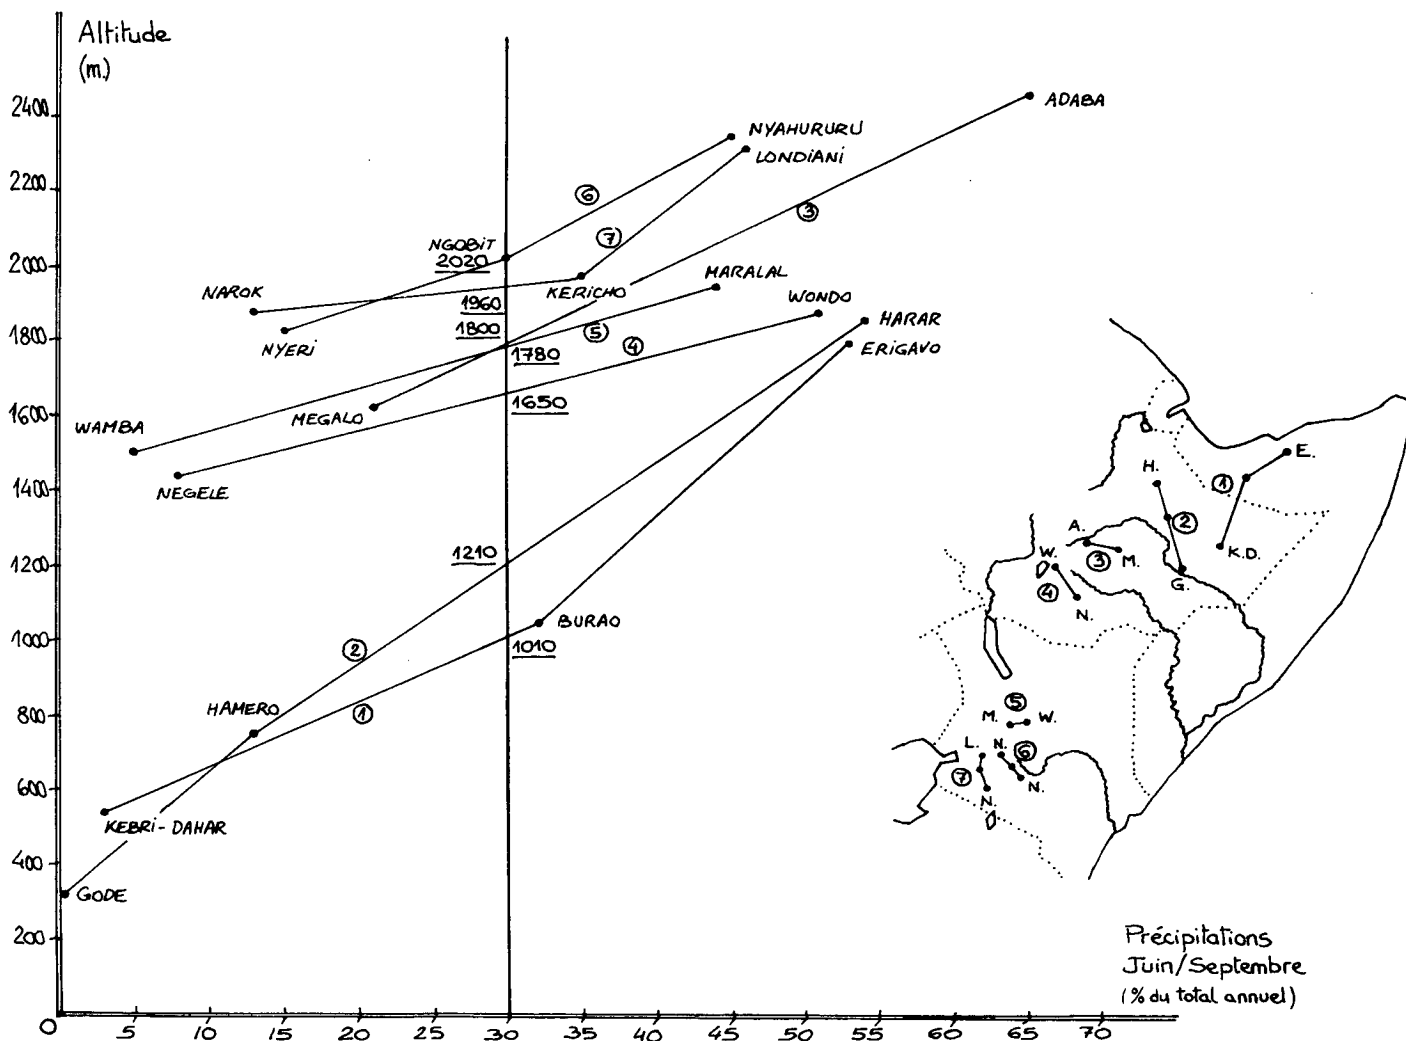 Altitude
(m.)
2400
2200
2000
1800
1600
1400
1200
1000
800
600
400
200
0
5
10
15
20
25
30
35
40
45
50
55
60
65
70
ADABA
NYAHURURU
LONDIANI
⑥
③
⑦
NGOBIT
2020
NAROK
KERICHO
MARALAL
WONDO
1960
1800
HARAR
⑤
④
ERIGAVO
NYERI
1780
MEGALO
1650
WAMBA
NEGELE
1210
BURAO
1010
②
①
HAMERO
KEBRI-DAHAR
GODE
E.
H.
①
②
A.
K.D.
W.
③
M.
G.
④
N.
⑤
M.
W.
L.
N.
⑥
⑦
N.
N.
Précipitations
Juin/Septembre
(% du total annuel)